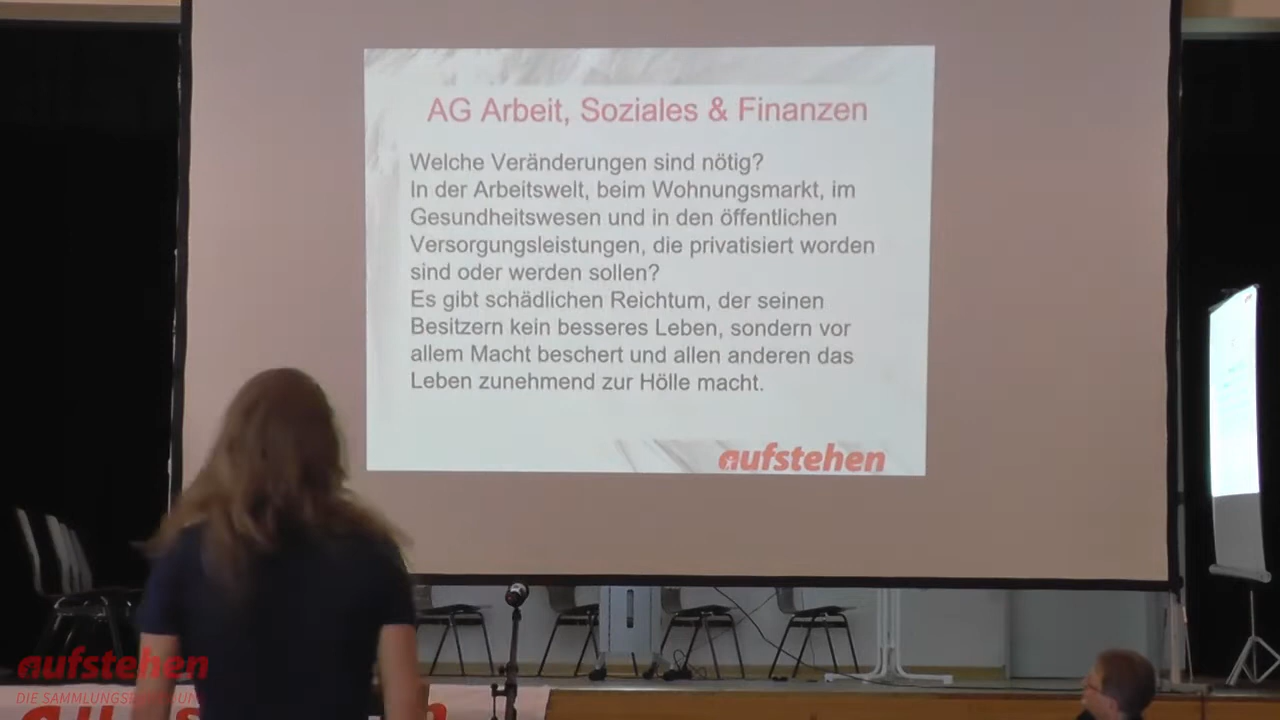 AG Arbeit, Soziales & Finanzen
Welche Veränderungen sind nötig?
In der Arbeitswelt, beim Wohnungsmarkt, im
Gesundheitswesen und in den öffentlichen
Versorgungsleistungen, die privatisiert worden
sind oder werden sollen?
Es gibt schädlichen Reichtum, der seinen
Besitzern kein besseres Leben, sondern vor
allem Macht beschert und allen anderen das
Leben zunehmend zur Hölle macht.
aufstehen
aufstehen
DIE SAMMLUNGS